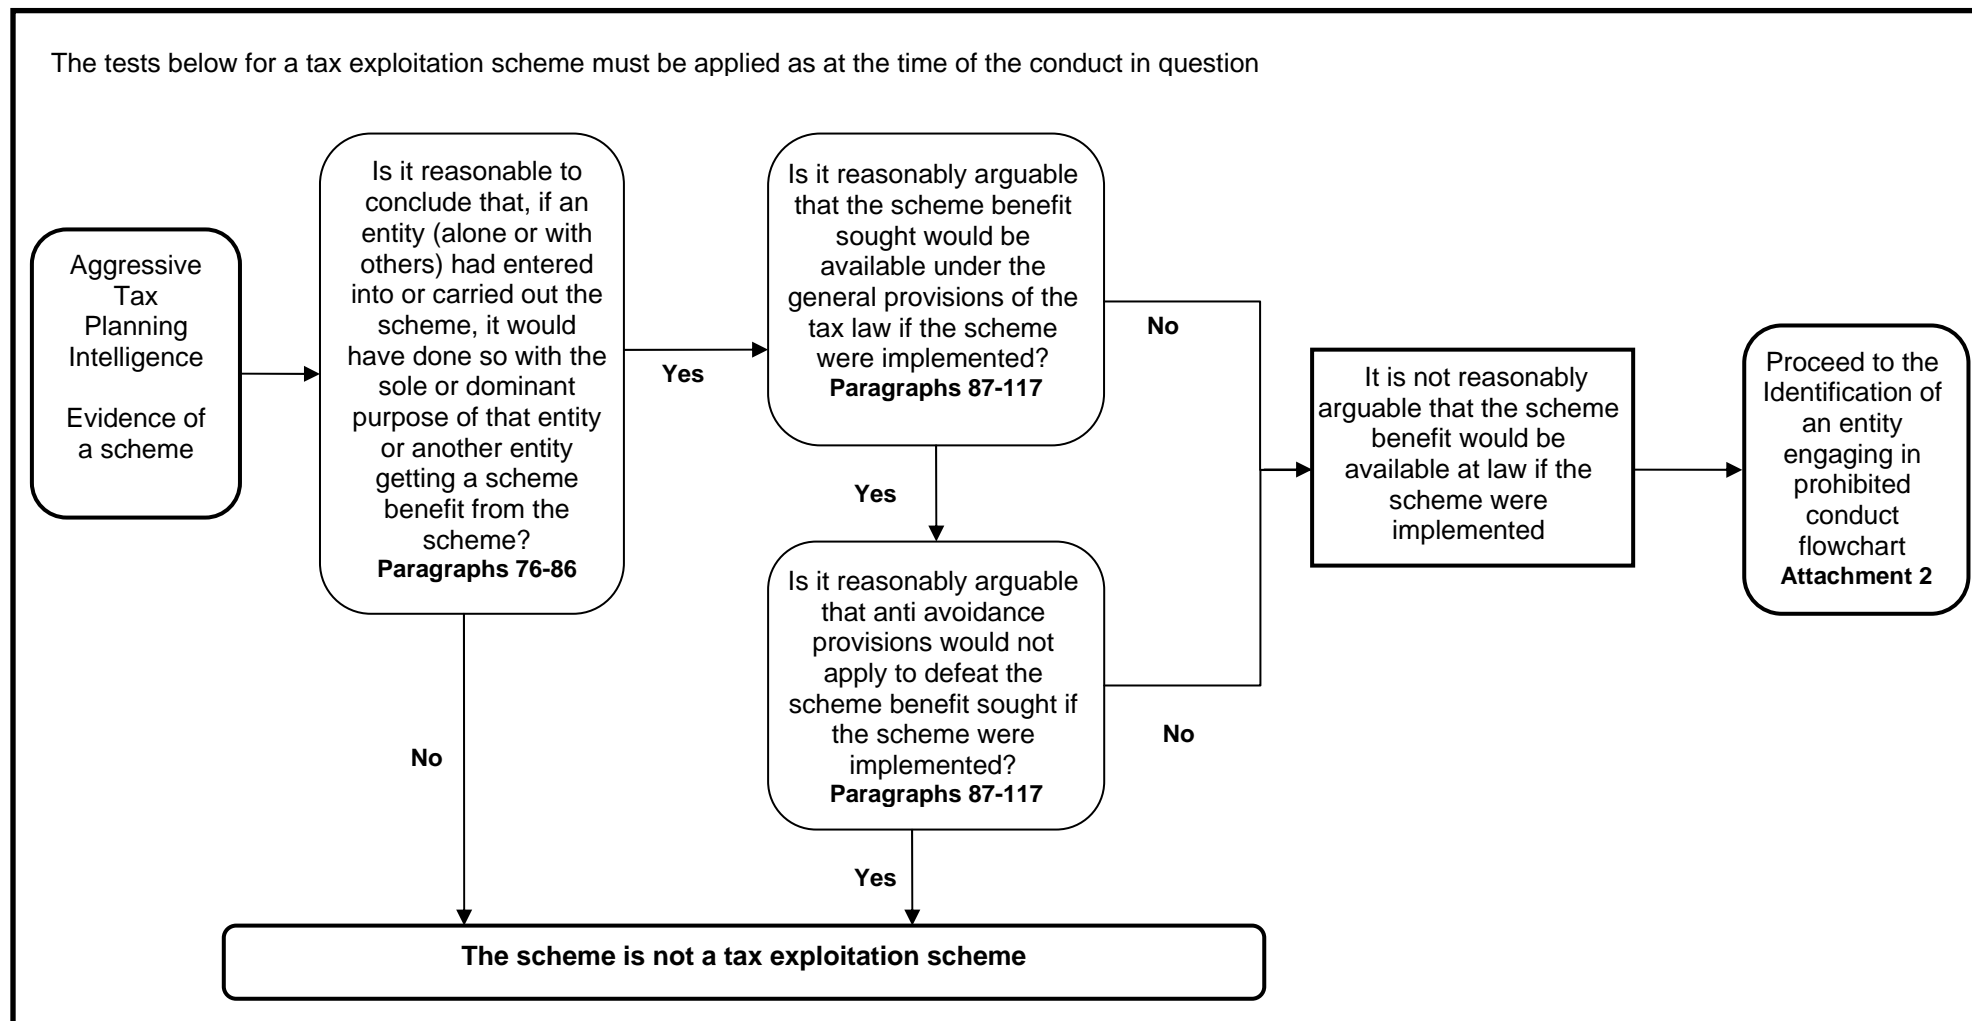 The tests below for a tax exploitation scheme must be applied as at the time of the conduct in question
Aggressive
Tax
Planning
Intelligence
Evidence of
a scheme
Is it reasonable to
conclude that, if an
entity (alone or with
others) had entered
into or carried out the
scheme, it would
have done so with the
sole or dominant
purpose of that entity
or another entity
getting a scheme
benefit from the
scheme?
Paragraphs 76-86
Yes
No
Is it reasonably arguable
that the scheme benefit
sought would be
available under the
general provisions of the
tax law if the scheme
were implemented?
Paragraphs 87-117
No
Yes
Is it reasonably arguable
that anti avoidance
provisions would not
apply to defeat the
scheme benefit sought if
the scheme were
implemented?
Paragraphs 87-117
No
Yes
It is not reasonably
arguable that the scheme
benefit would be
available at law if the
scheme were
implemented
Proceed to the
Identification of
an entity
engaging in
prohibited
conduct
flowchart
Attachment 2
The scheme is not a tax exploitation scheme